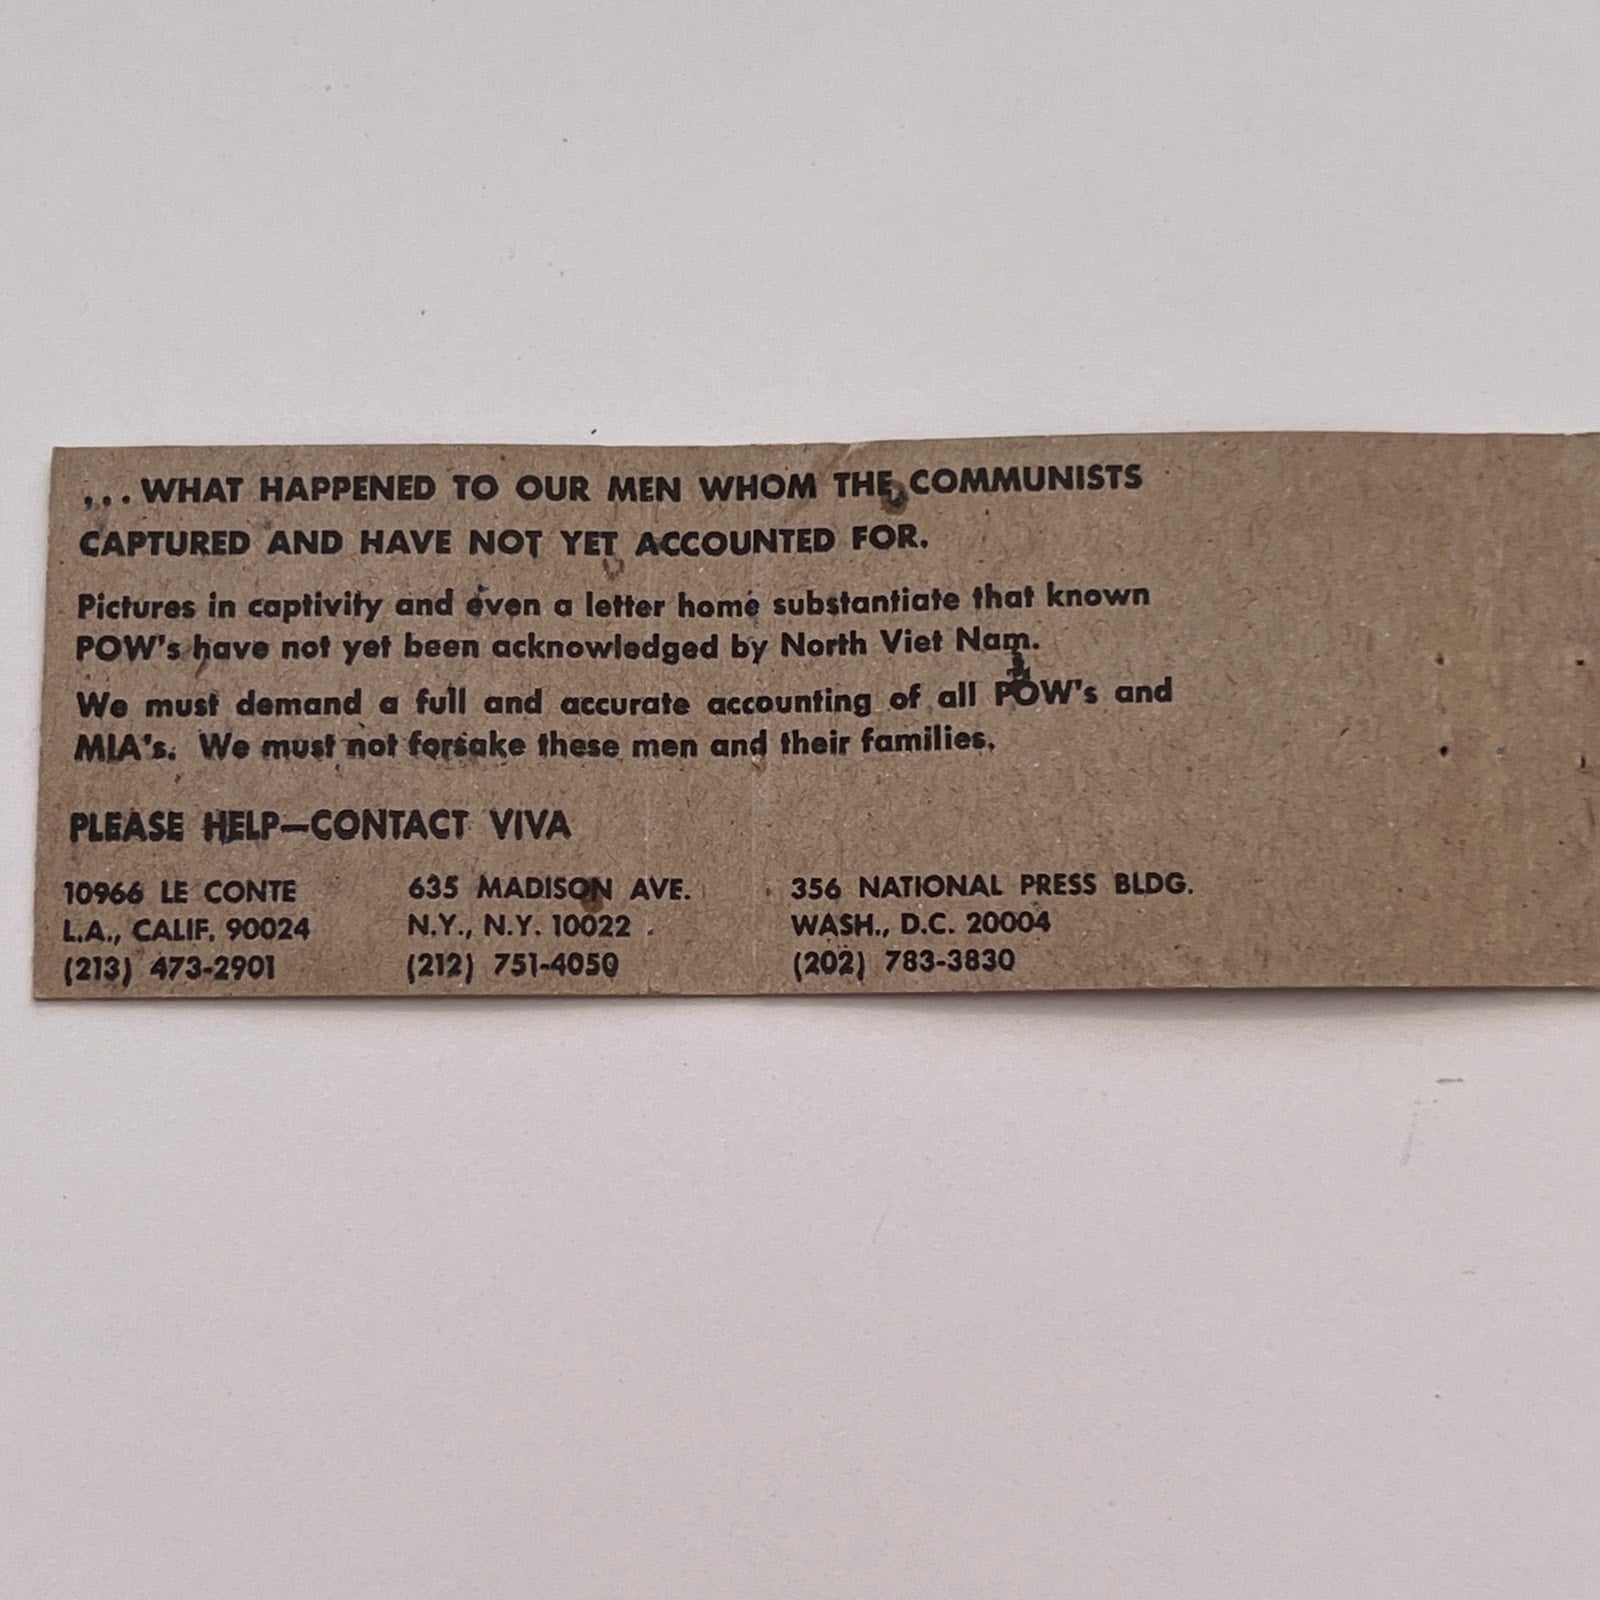 ...WHAT HAPPENED TO OUR MEN WHOM THE COMMUNISTS
CAPTURED AND HAVE NOT YET ACCOUNTED FOR.
Pictures in captivity and even a letter home substantiate that known
POW's have not yet been acknowledged by North Viet Nam.
We must demand a full and accurate accounting of all POW's and
MIA's. We must not forsake these men and their families.
PLEASE HELP—CONTACT VIVA
10966 LE CONTE
L.A., CALIF. 90024
(213) 473-2901
635 MADISON AVE.
N.Y., N.Y. 10022
(212) 751-4050
356 NATIONAL PRESS BLDG.
WASH., D.C. 20004
(202) 783-3830